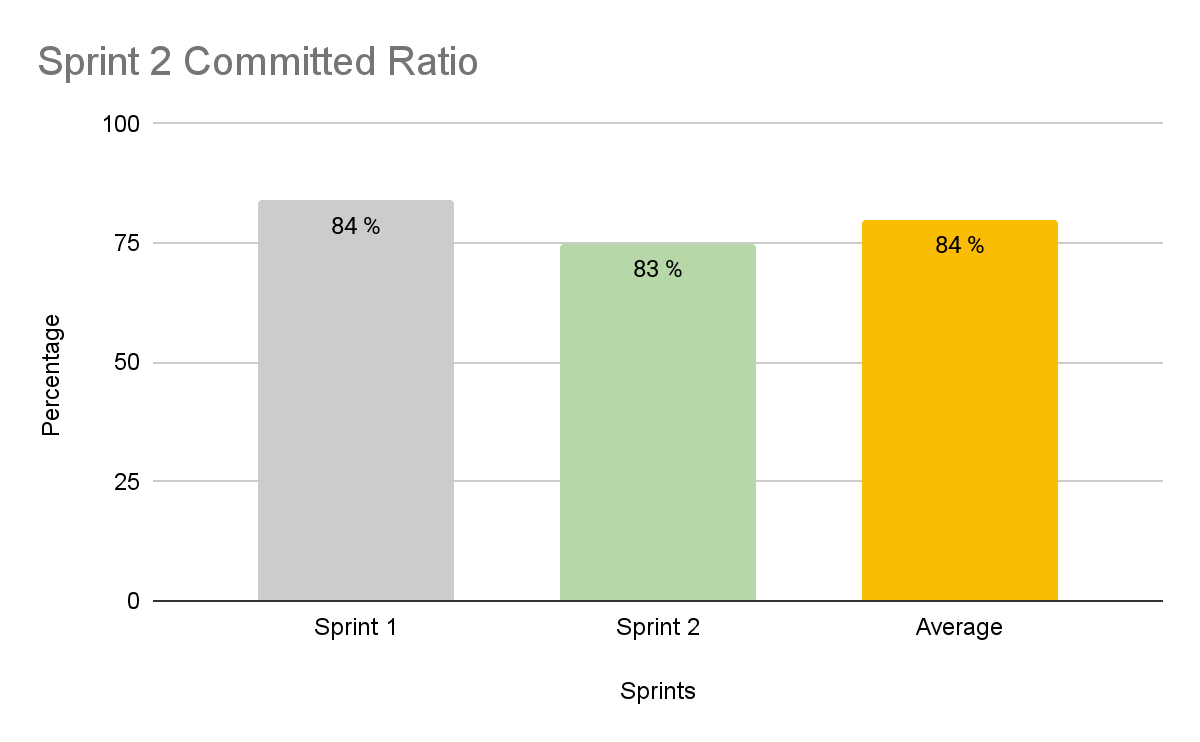 Sprint 2 Committed Ratio
100
75
50
25
0
Percentage
84 %
83 %
84 %
Sprint 1
Sprint 2
Average
Sprints